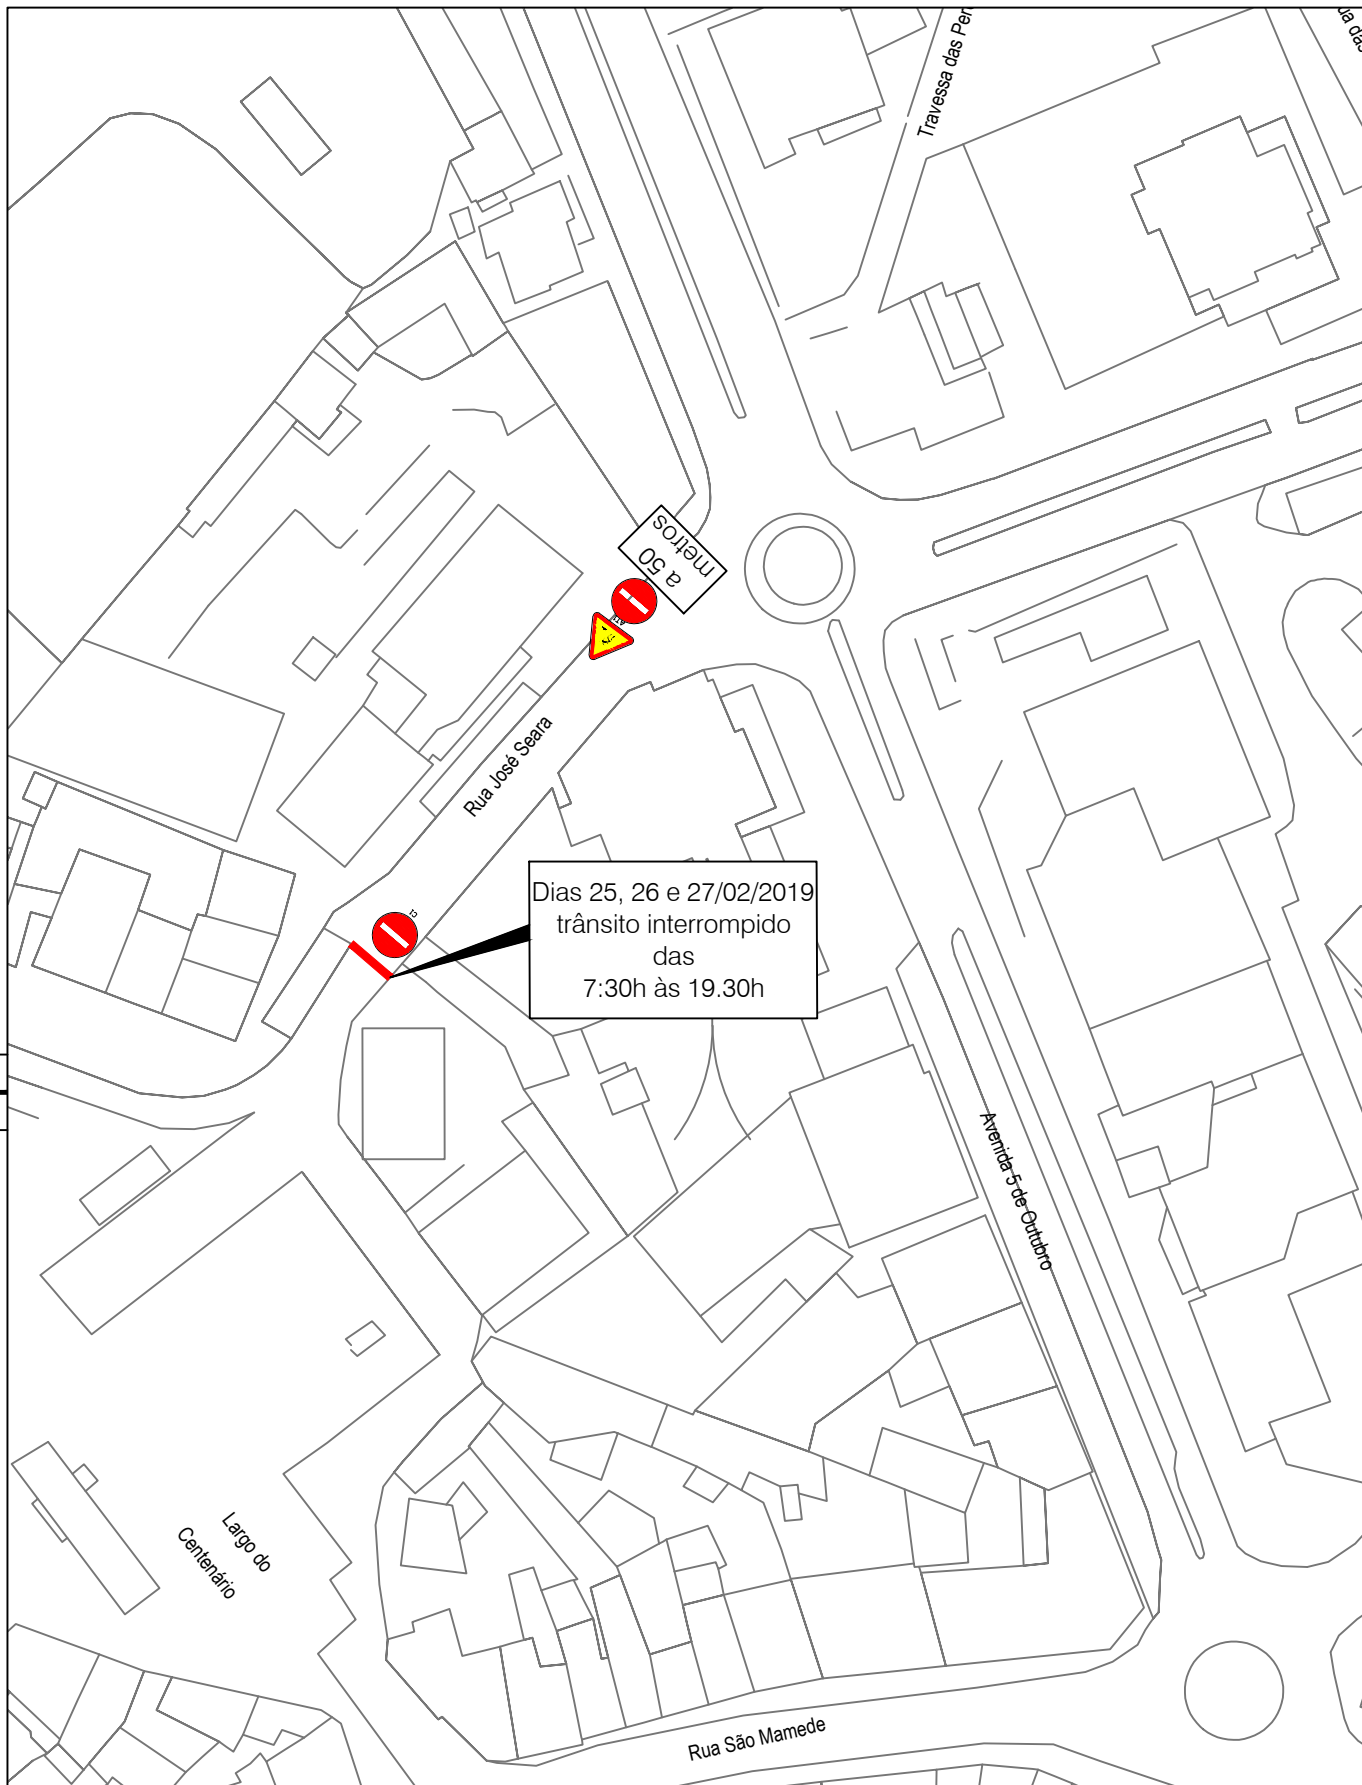 Travessa das Per
a 50
metros
Rua José Seara
C1
Dias 25, 26 e 27/02/2019
trânsito interrompido
das
7:30h às 19.30h
Avenida 5 de Outubro
Largo do
Centenário
Rua São Mamede